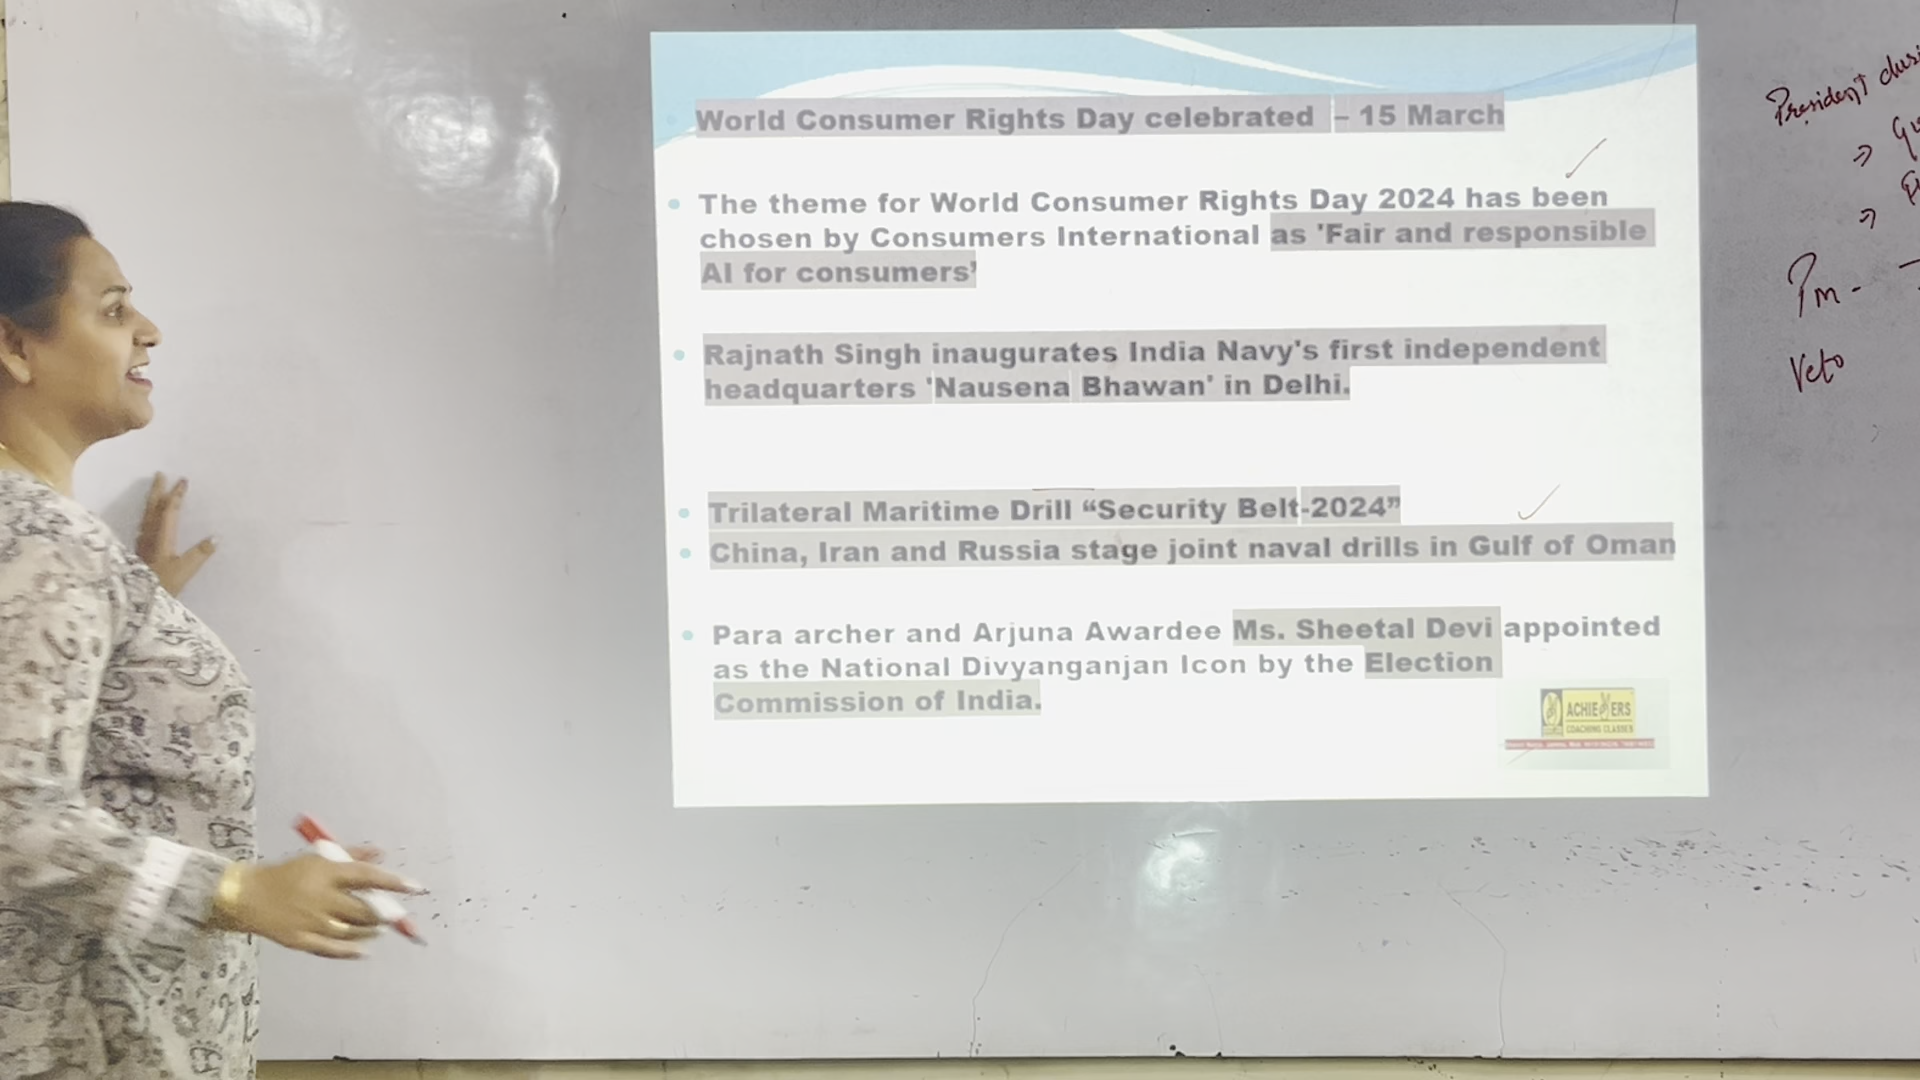 World Consumer Rights Day celebrated – 15 March
The theme for World Consumer Rights Day 2024 has been
chosen by Consumers International as 'Fair and responsible
AI for consumers’
Rajnath Singh inaugurates India Navy's first independent
headquarters 'Nausena Bhawan' in Delhi.
Trilateral Maritime Drill “Security Belt-2024”
China, Iran and Russia stage joint naval drills in Gulf of Oman
Para archer and Arjuna Awardee Ms. Sheetal Devi appointed
as the National Divyanganjan Icon by the Election
Commission of India.
ACHIEVERS
COACHING CLASSES
President
Pm -
Veto